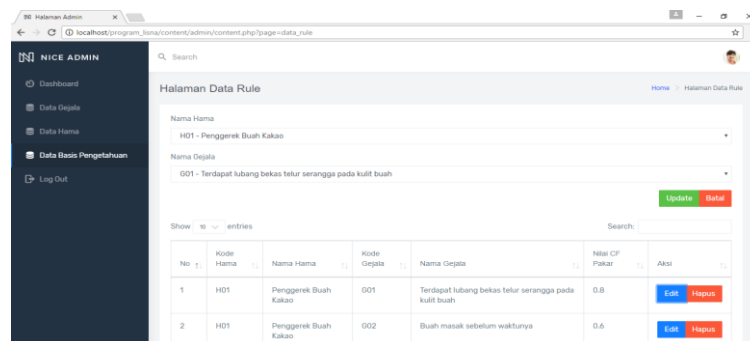 Halaman Admin
localhost/program_lisna/content/admin/content.php?page=data_rule
NICE ADMIN
Search
Dashboard
Data Gejala
Data Hama
Data Basis Pengetahuan
Log Out
Halaman Data Rule
Home Halaman Data Rule
Nama Hama
H01 - Penggerek Buah Kakao
Nama Gejala
G01 - Terdapat lubang bekas telur serangga pada kulit buah
Update Batal
Show 10 entries Search:
No Kode Hama Nama Hama Kode Gejala Nama Gejala Nilai CF Pakar Aksi
1 H01 Penggerek Buah Kakao G01 Terdapat lubang bekas telur serangga pada kulit buah 0.8 Edit Hapus
2 H01 Penggerek Buah Kakao G02 Buah masak sebelum waktunya 0.6 Edit Hapus